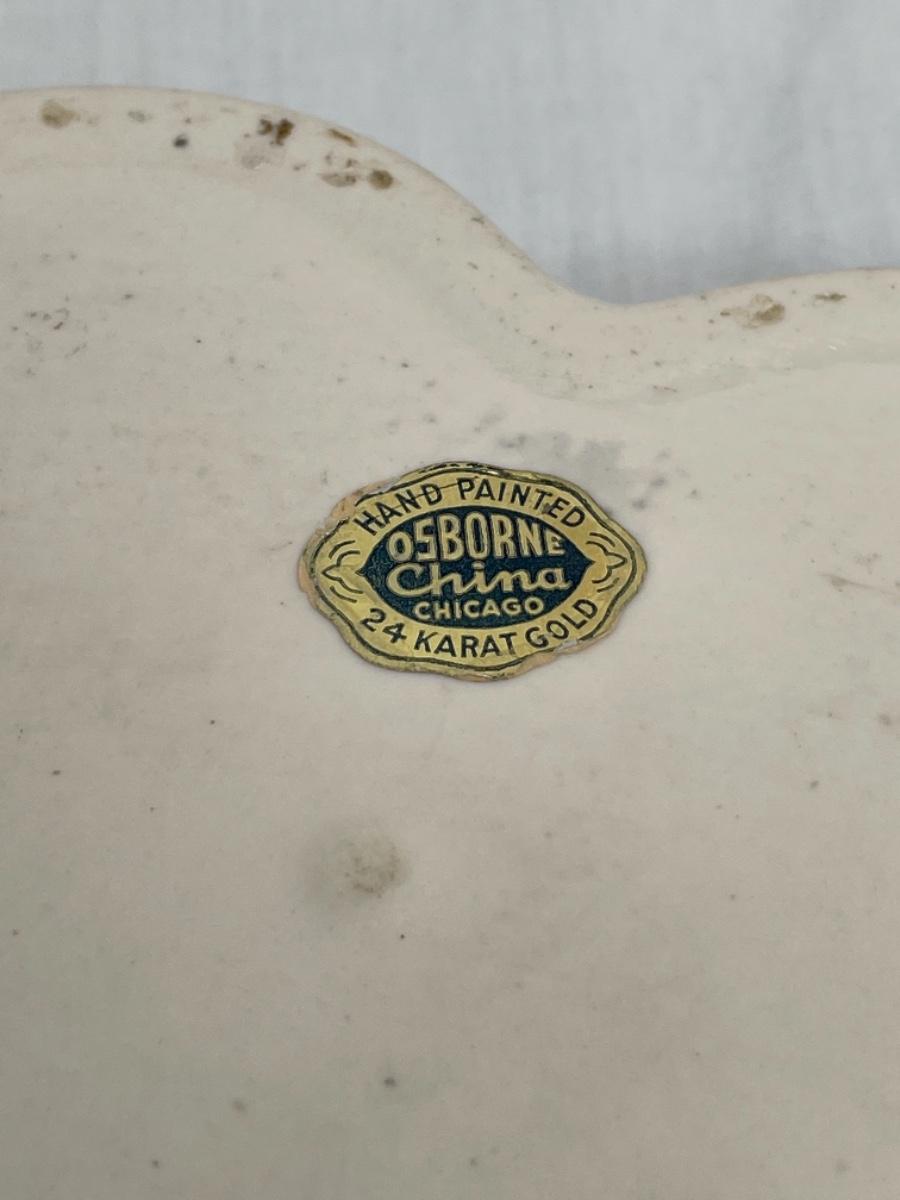 HAND PAINTED
OSBORNE
China
CHICAGO
24 KARAT GOLD